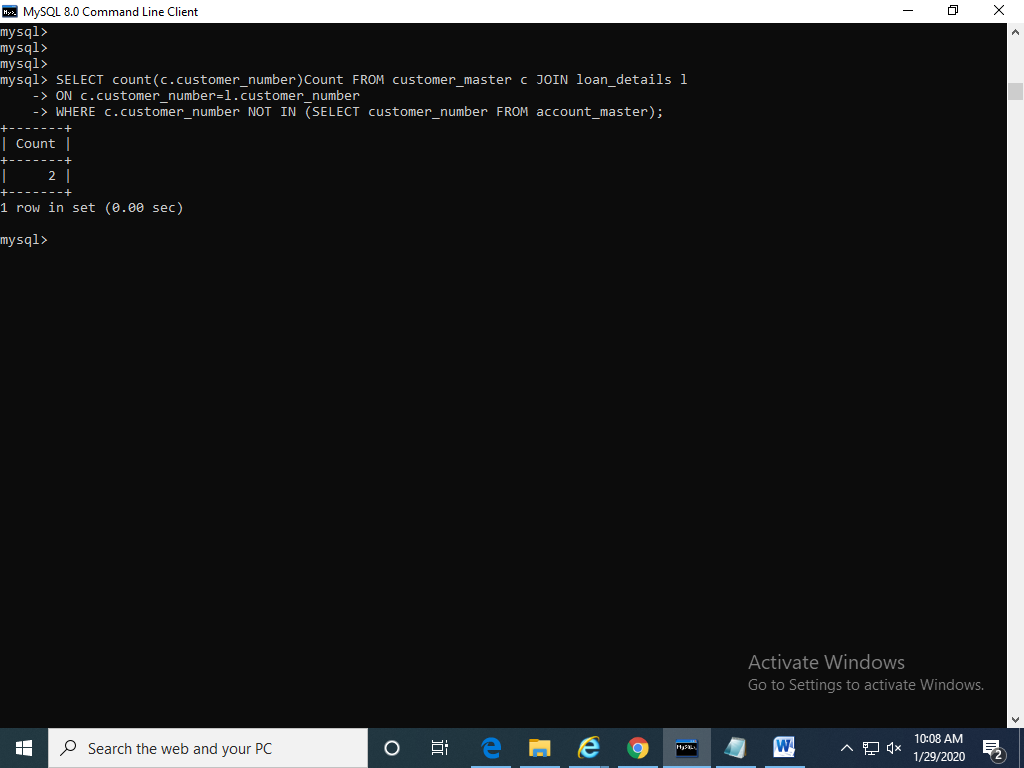 MySQL 8.0 Command Line Client
mysql>
mysql>
mysql>
mysql> SELECT count(c.customer_number)Count FROM customer_master c JOIN loan_details l
    -> ON c.customer_number=l.customer_number
    -> WHERE c.customer_number NOT IN (SELECT customer_number FROM account_master);
+-------+
| Count |
+-------+
|     2 |
+-------+
1 row in set (0.00 sec)
mysql>
Activate Windows
Go to Settings to activate Windows.
Search the web and your PC
10:08 AM
1/29/2020
2